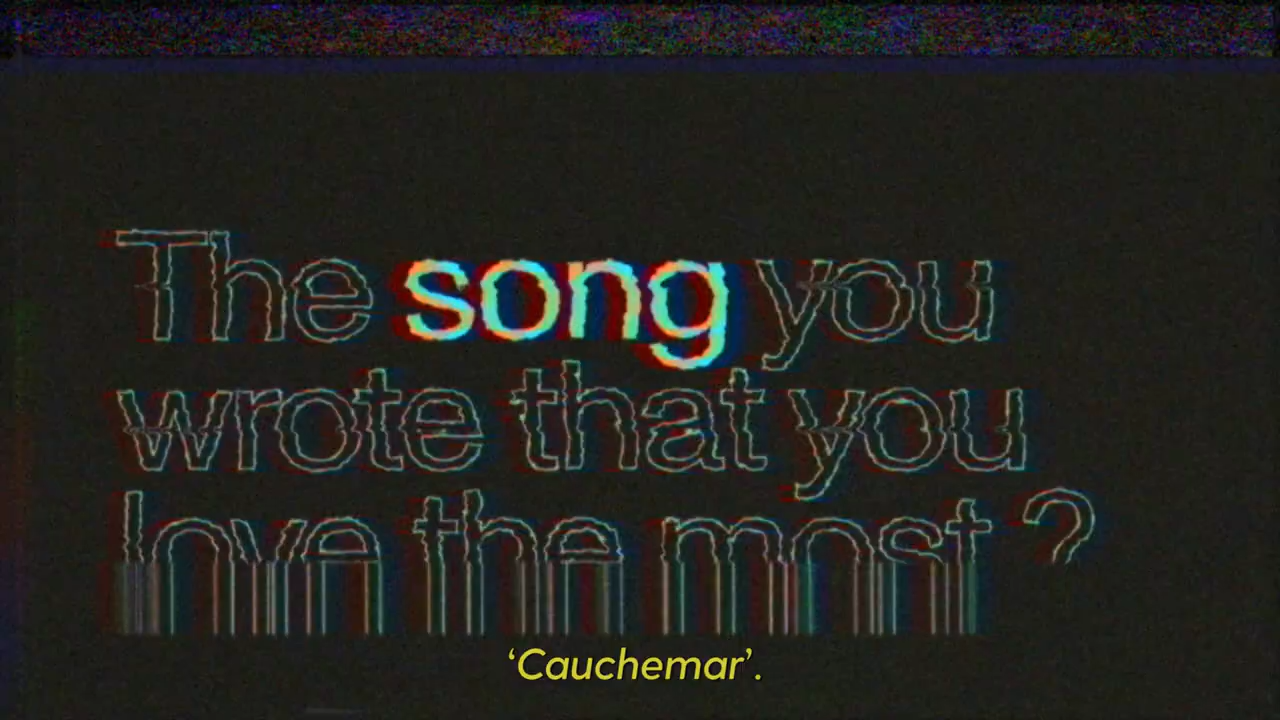 The song you
wrote that you
love the most ?
‘Cauchemar’.